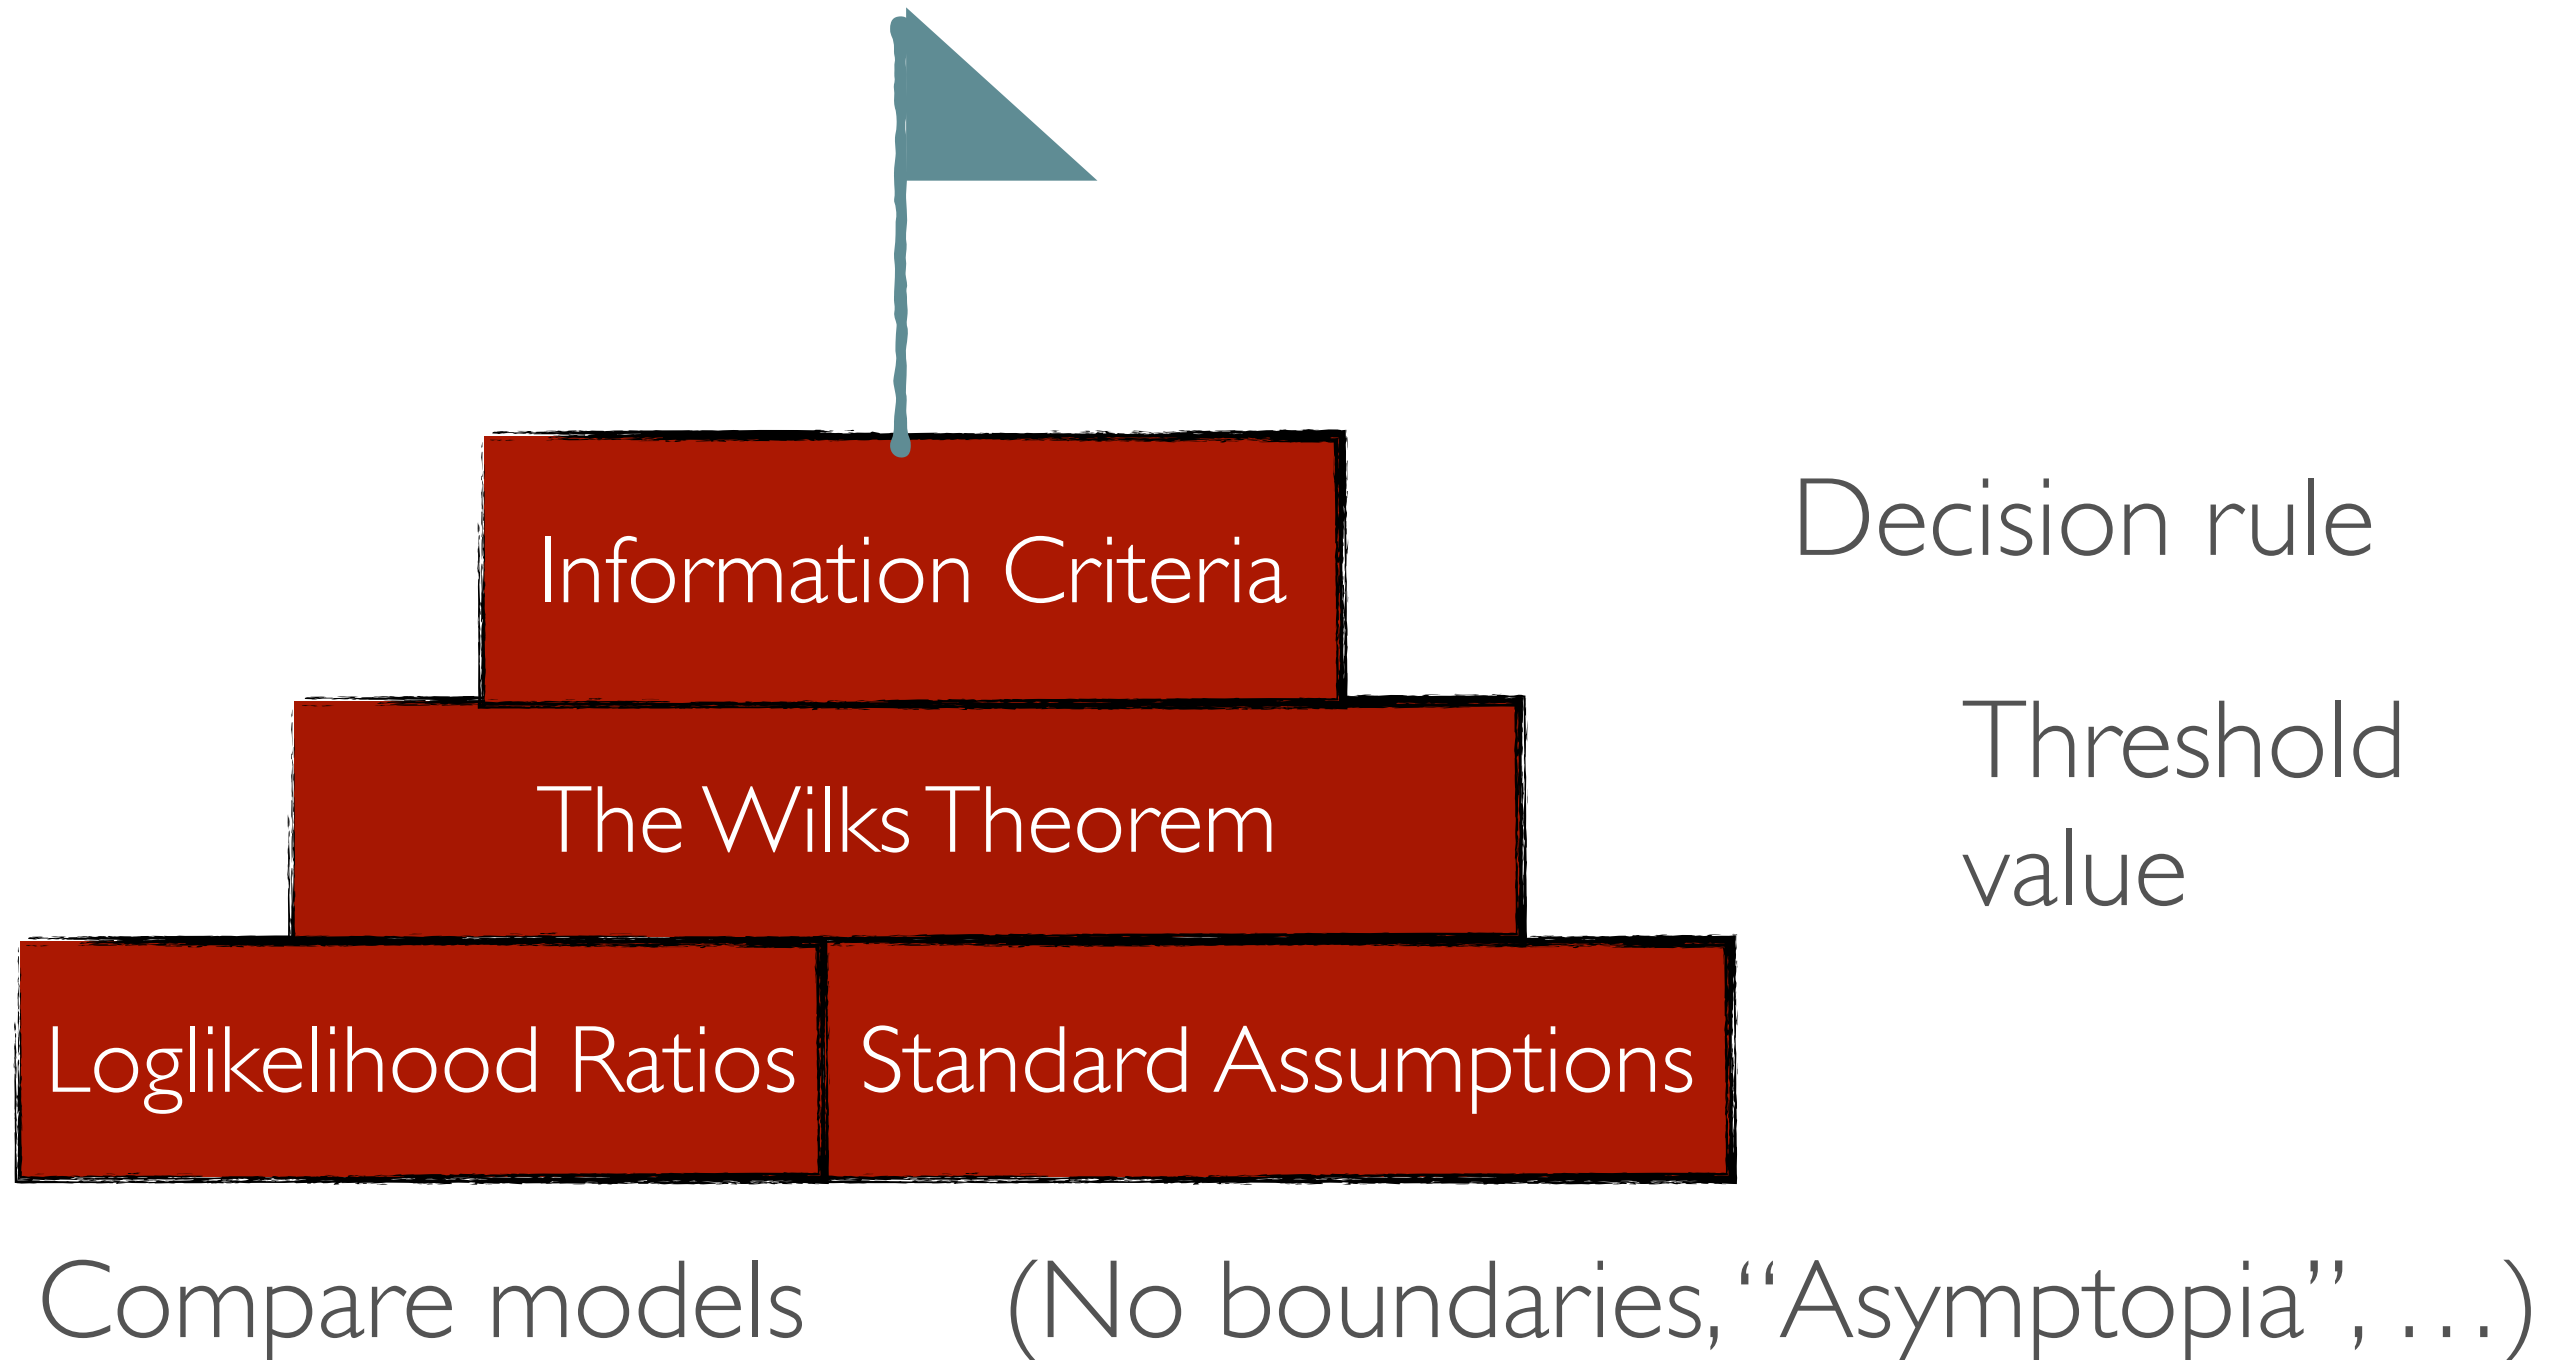 Information Criteria
Decision rule
The Wilks Theorem
Threshold
value
Loglikelihood Ratios
Standard Assumptions
Compare models
(No boundaries, “Asymptopia”, …)